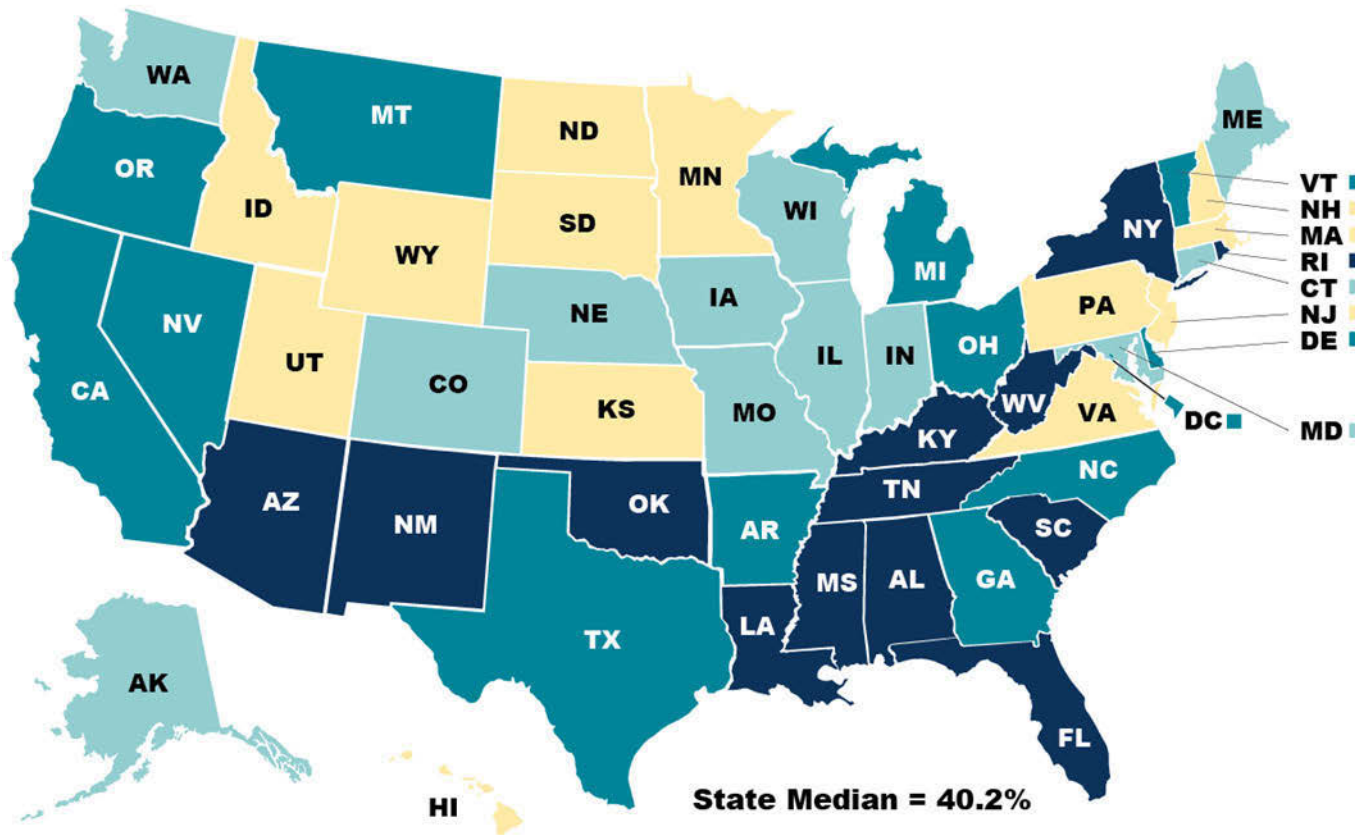 WA
MT
ND
MN
ME
OR
ID
SD
WI
VT
NH
NY
MA
WY
MI
RI
CT
IA
PA
NJ
NE
NV
IL
IN
OH
DE
UT
CO
CA
MO
KS
WV
VA
DC
KY
MD
NC
TN
AZ
OK
NM
AR
SC
MS
AL
GA
LA
TX
AK
FL
HI
State Median = 40.2%